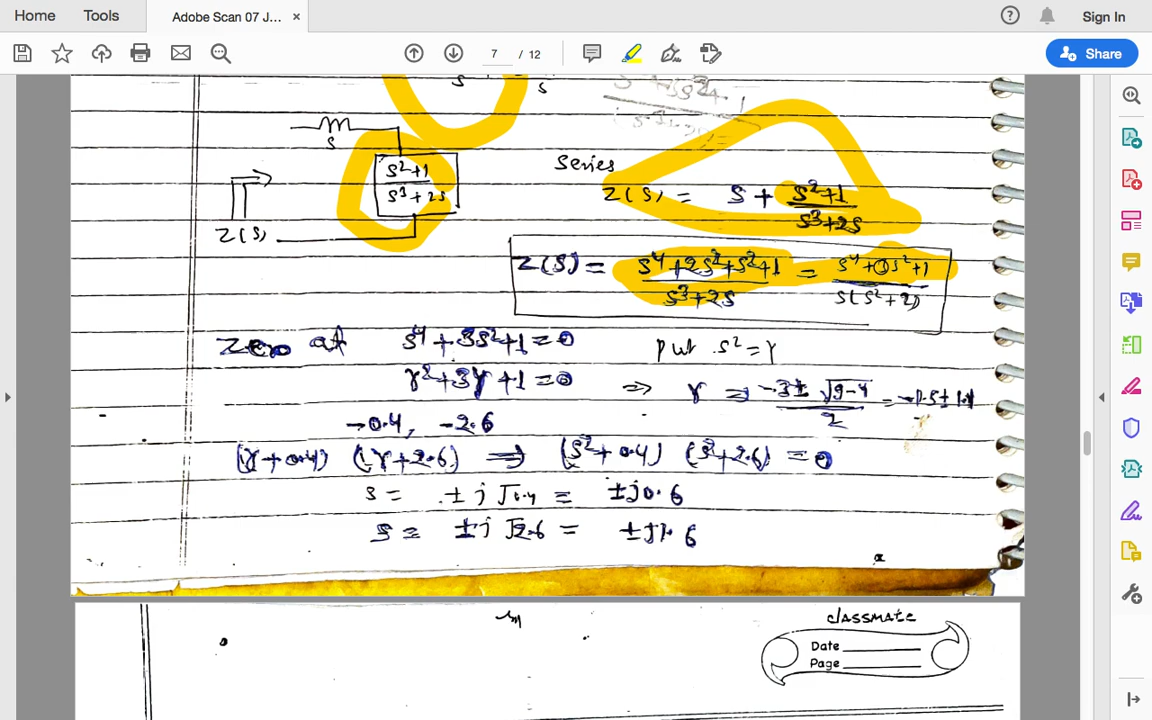 Home Tools Adobe Scan 07 J... × Sign In
7 / 12 Share
s s
s
Series
s²+1
s³+2s
Z(s) = s + s²+1
s³+2s
Z(s)
Z(s) = s⁴+2s²+s²+1 = s⁴+3s²+1
s³+2s s(s²+2)
Zero at s⁴+3s²+1=0 put s²=γ
γ²+3γ+1=0 ⇒ γ = -3± √9-4 =
2
-0.4, -2.6
(γ+0.4) (γ+2.6) ⇒ (s²+0.4) (s²+2.6) = 0
s = ± j √0.4 = ±j0.6
s = ± j √2.6 = ±j1.6
classmate
Date
Page